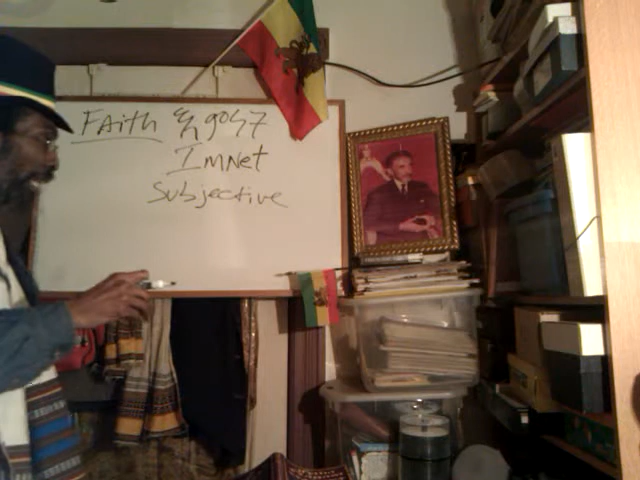 FAith እምነት
Imnet
Subjective